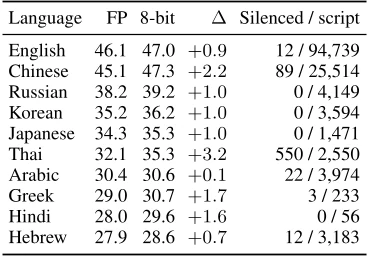 Language FP 8-bit Δ Silenced / script
English 46.1 47.0 +0.9 12 / 94,739
Chinese 45.1 47.3 +2.2 89 / 25,514
Russian 38.2 39.2 +1.0 0 / 4,149
Korean 35.2 36.2 +1.0 0 / 3,594
Japanese 34.3 35.3 +1.0 0 / 1,471
Thai 32.1 35.3 +3.2 550 / 2,550
Arabic 30.4 30.6 +0.1 22 / 3,974
Greek 29.0 30.7 +1.7 3 / 233
Hindi 28.0 29.6 +1.6 0 / 56
Hebrew 27.9 28.6 +0.7 12 / 3,183